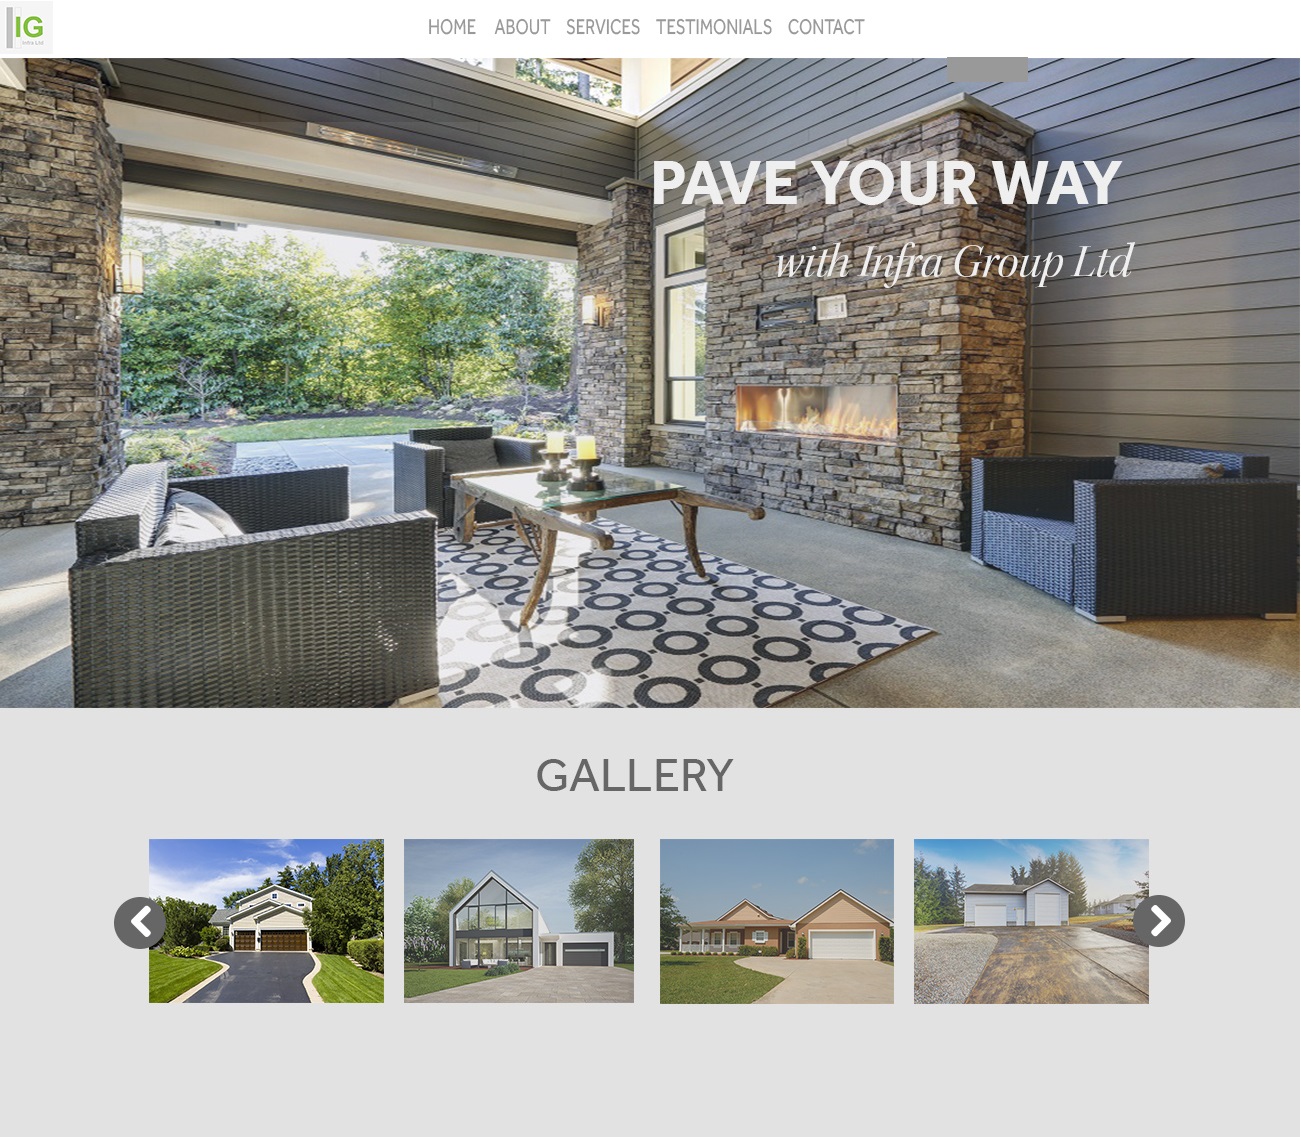 IG
Infra Ltd
HOME ABOUT SERVICES TESTIMONIALS CONTACT
PAVE YOUR WAY
with Infra Group Ltd
GALLERY